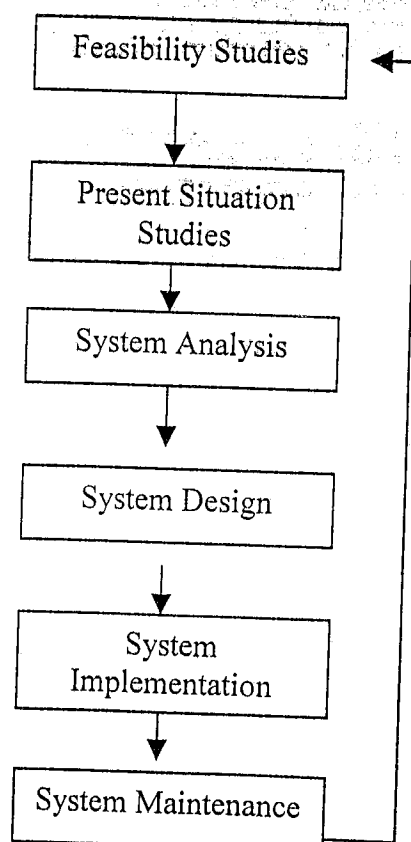 Feasibility Studies
Present Situation
Studies
System Analysis
System Design
System
Implementation
System Maintenance